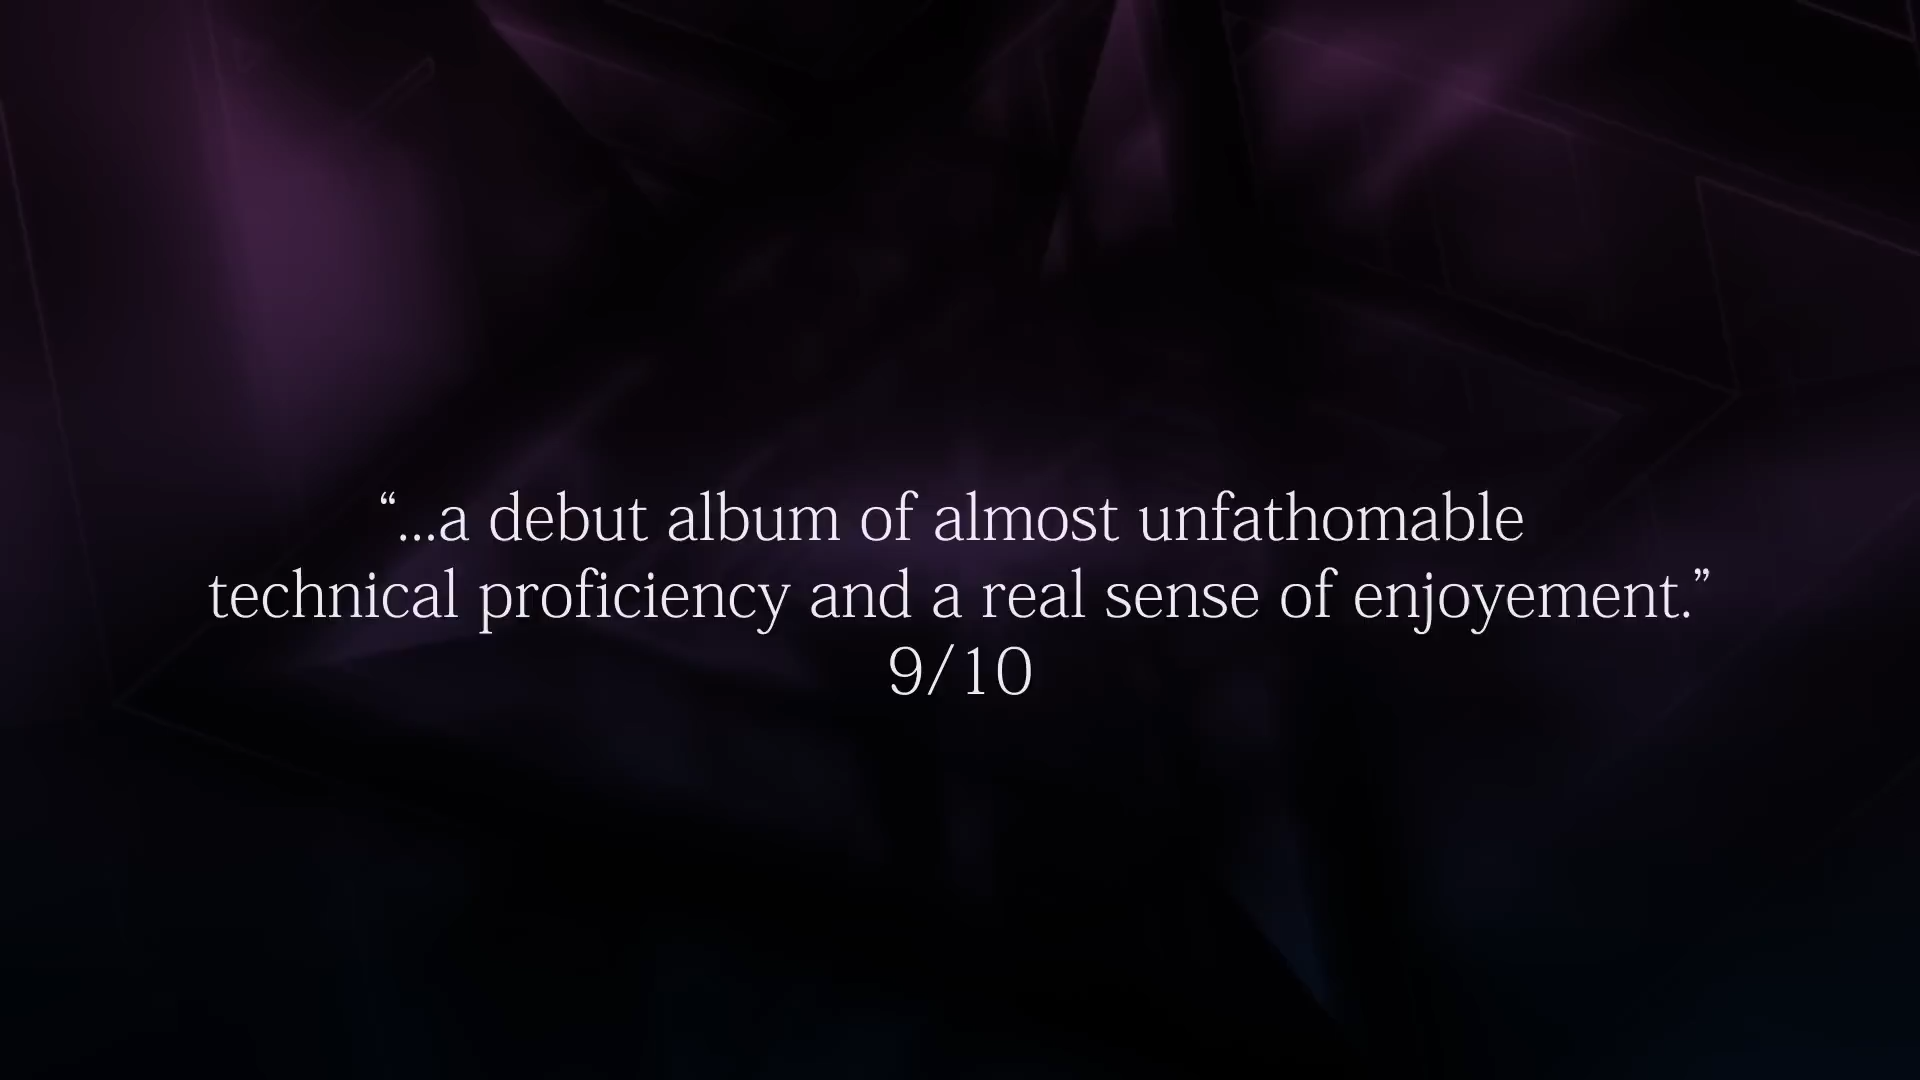 “...a debut album of almost unfathomable
technical proficiency and a real sense of enjoyement.”
9/10